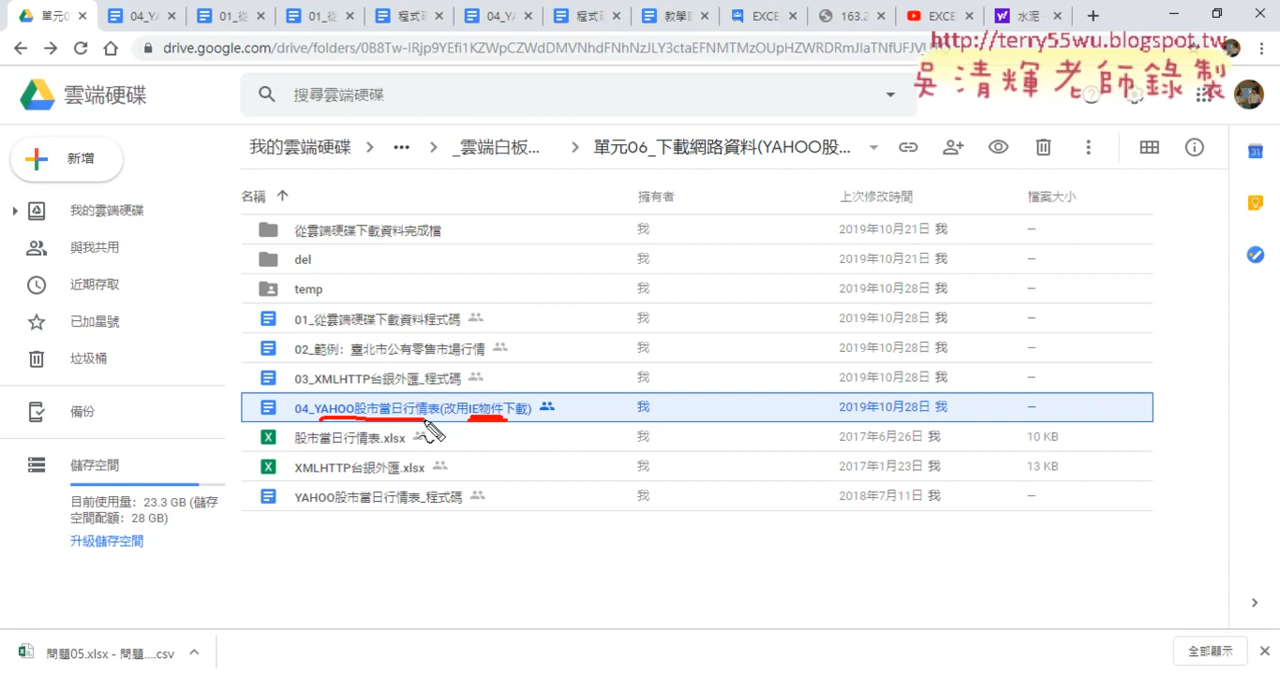 單元0
04_Y/
01_從
01_從
程式
04_Y/
程式
教學
EXCE
163.2
EXCE
水泥
drive.google.com/drive/folders/0B8Tw-IRjp9YEfi1KZWpCZWdDMVNhdFNhNzJLY3ctaEFNMTMzOUpHZWRDRmJIaTNfUFJV
http://terry55wu.blogspot.tw
吳清輝老師錄製
雲端硬碟
搜尋雲端硬碟
新增
我的雲端硬碟 > ••• > _雲端白板... > 單元06_下載網路資料(YAHOO股...
名稱 擁有者 上次修改時間 檔案大小
我的雲端硬碟
與我共用
近期存取
已加星號
垃圾桶
備份
儲存空間
目前使用量: 23.3 GB (儲存
空間配額: 28 GB)
升級儲存空間
從雲端硬碟下載資料完成檔 我 2019年10月21日 我 –
del 我 2019年10月21日 我 –
temp 我 2019年10月28日 我 –
01_從雲端硬碟下載資料程式碼 我 2019年10月28日 我 –
02_範例: 臺北市公有零售市場行情 我 2019年10月28日 我 –
03_XMLHTTP台銀外匯_程式碼 我 2019年10月28日 我 –
04_YAHOO股市當日行情表(改用IE物件下載) 我 2019年10月28日 我 –
股市當日行情表.xlsx 我 2017年6月26日 我 10 KB
XMLHTTP台銀外匯.xlsx 我 2017年1月23日 我 13 KB
YAHOO股市當日行情表_程式碼 我 2018年7月11日 我 –
31
問題05.xlsx - 問題....csv
全部顯示